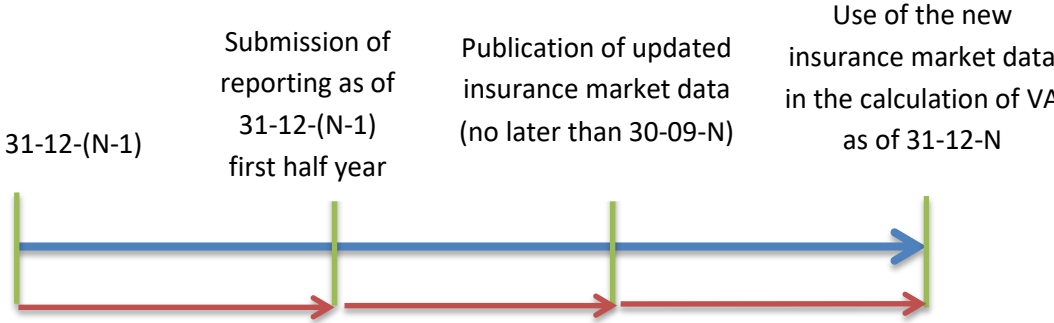 31-12-(N-1)
Submission of
reporting as of
31-12-(N-1)
first half year
Publication of updated
insurance market data
(no later than 30-09-N)
Use of the new
insurance market data
in the calculation of VA
as of 31-12-N